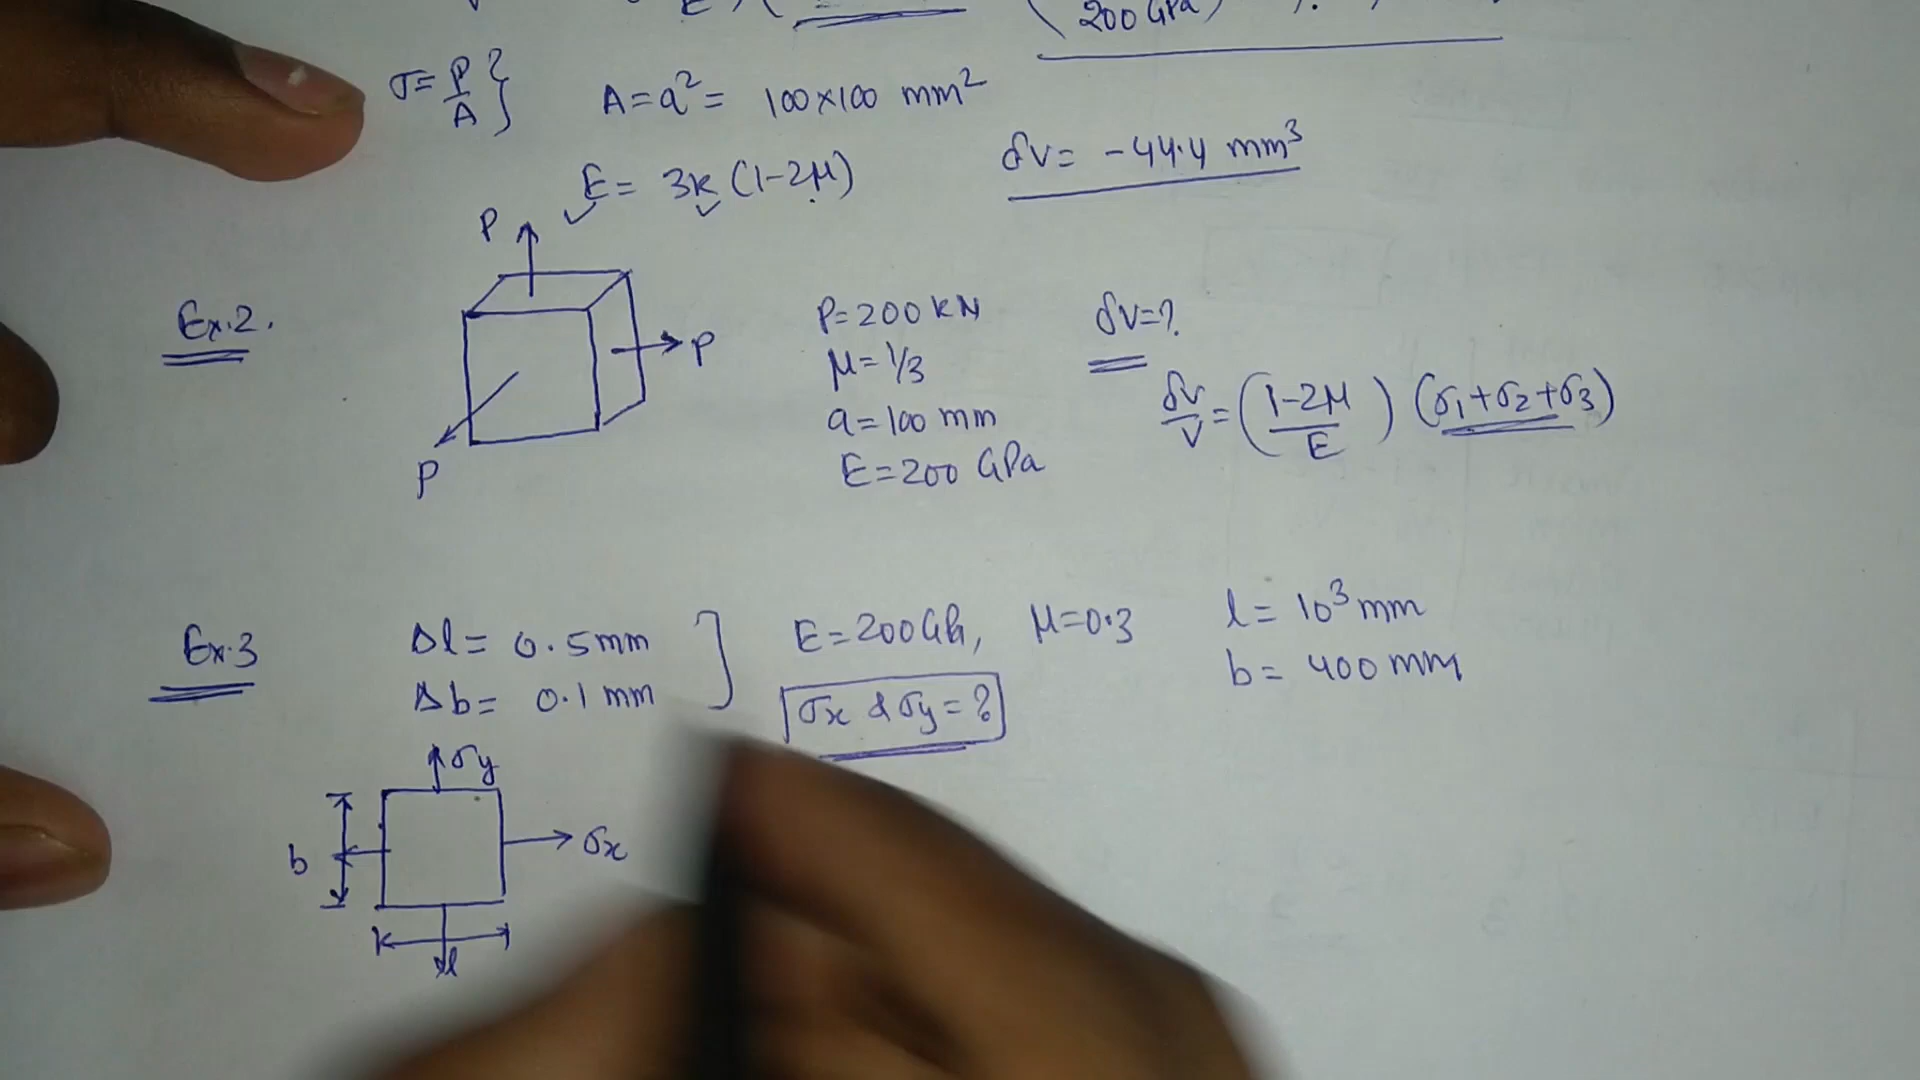 200 GPa
σ = P/A } A = a² = 100×100 mm²
δV = -44.4 mm³
E = 3K (1-2μ)
P
Ex.2.
P
P
P = 200 kN
μ = 1/3
a = 100 mm
E = 200 GPa
δV = ?
δV/V = (1-2μ/E) (σ1+σ2+σ3)
Ex.3
Δl = 0.5 mm
Δb = 0.1 mm
E = 200 GPa, μ = 0.3
σx & σy = ?
l = 10³ mm
b = 400 mm
σy
σx
b
l